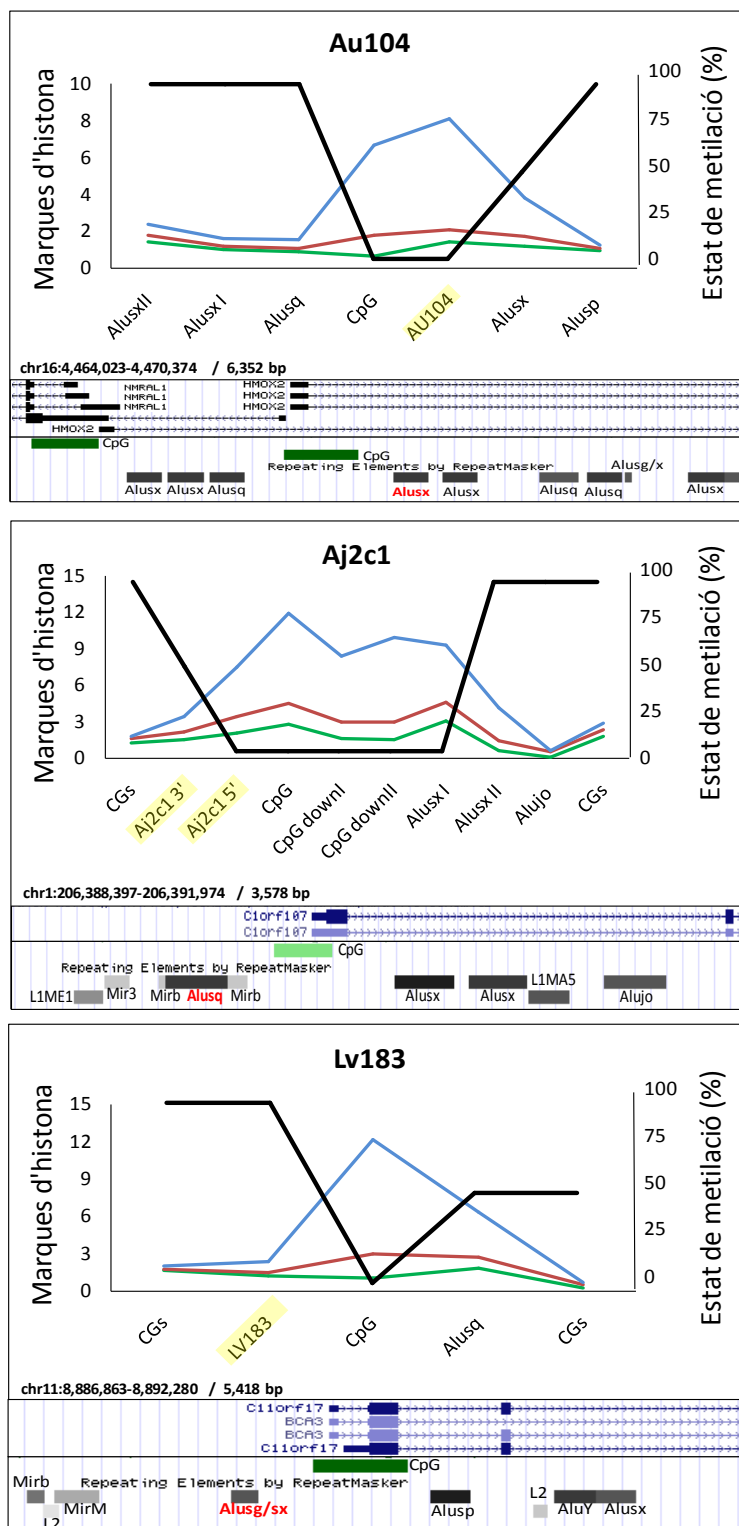 Au104
Marques d'histona
10
8
6
4
2
0
100
75
50
25
0
Estat de metilació (%)
AlusxII
Alusx I
Alusq
CpG
AU104
Alusx
Alusp
chr16:4,464,023-4,470,374 / 6,352 bp
NMRAL1
NMRAL1
NMRAL1
HMOX2
HMOX2
HMOX2
HMOX2
CpG
CpG
Repeating Elements by RepeatMasker
Alusg/x
Alusx
Alusx
Alusq
Alusx
Alusx
Alusq
Alusq
Alusx
Aj2c1
Marques d'histona
15
12
9
6
3
0
100
75
50
25
0
Estat de metilació (%)
CGs
Aj2c1 3'
Aj2c1 5'
CpG
CpG downI
CpG downII
Alusx I
Alusx II
Alujo
CGs
chr1:206,388,397-206,391,974 / 3,578 bp
C1orf107
C1orf107
CpG
Repeating Elements by RepeatMasker
L1ME1
Mir3
Mirb
Alusq
Mirb
Alusx
Alusx
L1MA5
Alujo
Lv183
Marques d'histona
15
12
9
6
3
0
100
75
50
25
0
Estat de metilació (%)
CGs
LV183
CpG
Alusq
CGs
chr11:8,886,863-8,892,280 / 5,418 bp
C11orf17
BCA3
BCA3
C11orf17
CpG
Repeating Elements by RepeatMasker
Mirb
L2
MirM
Alusg/sx
Alusp
L2
AluY
Alusx